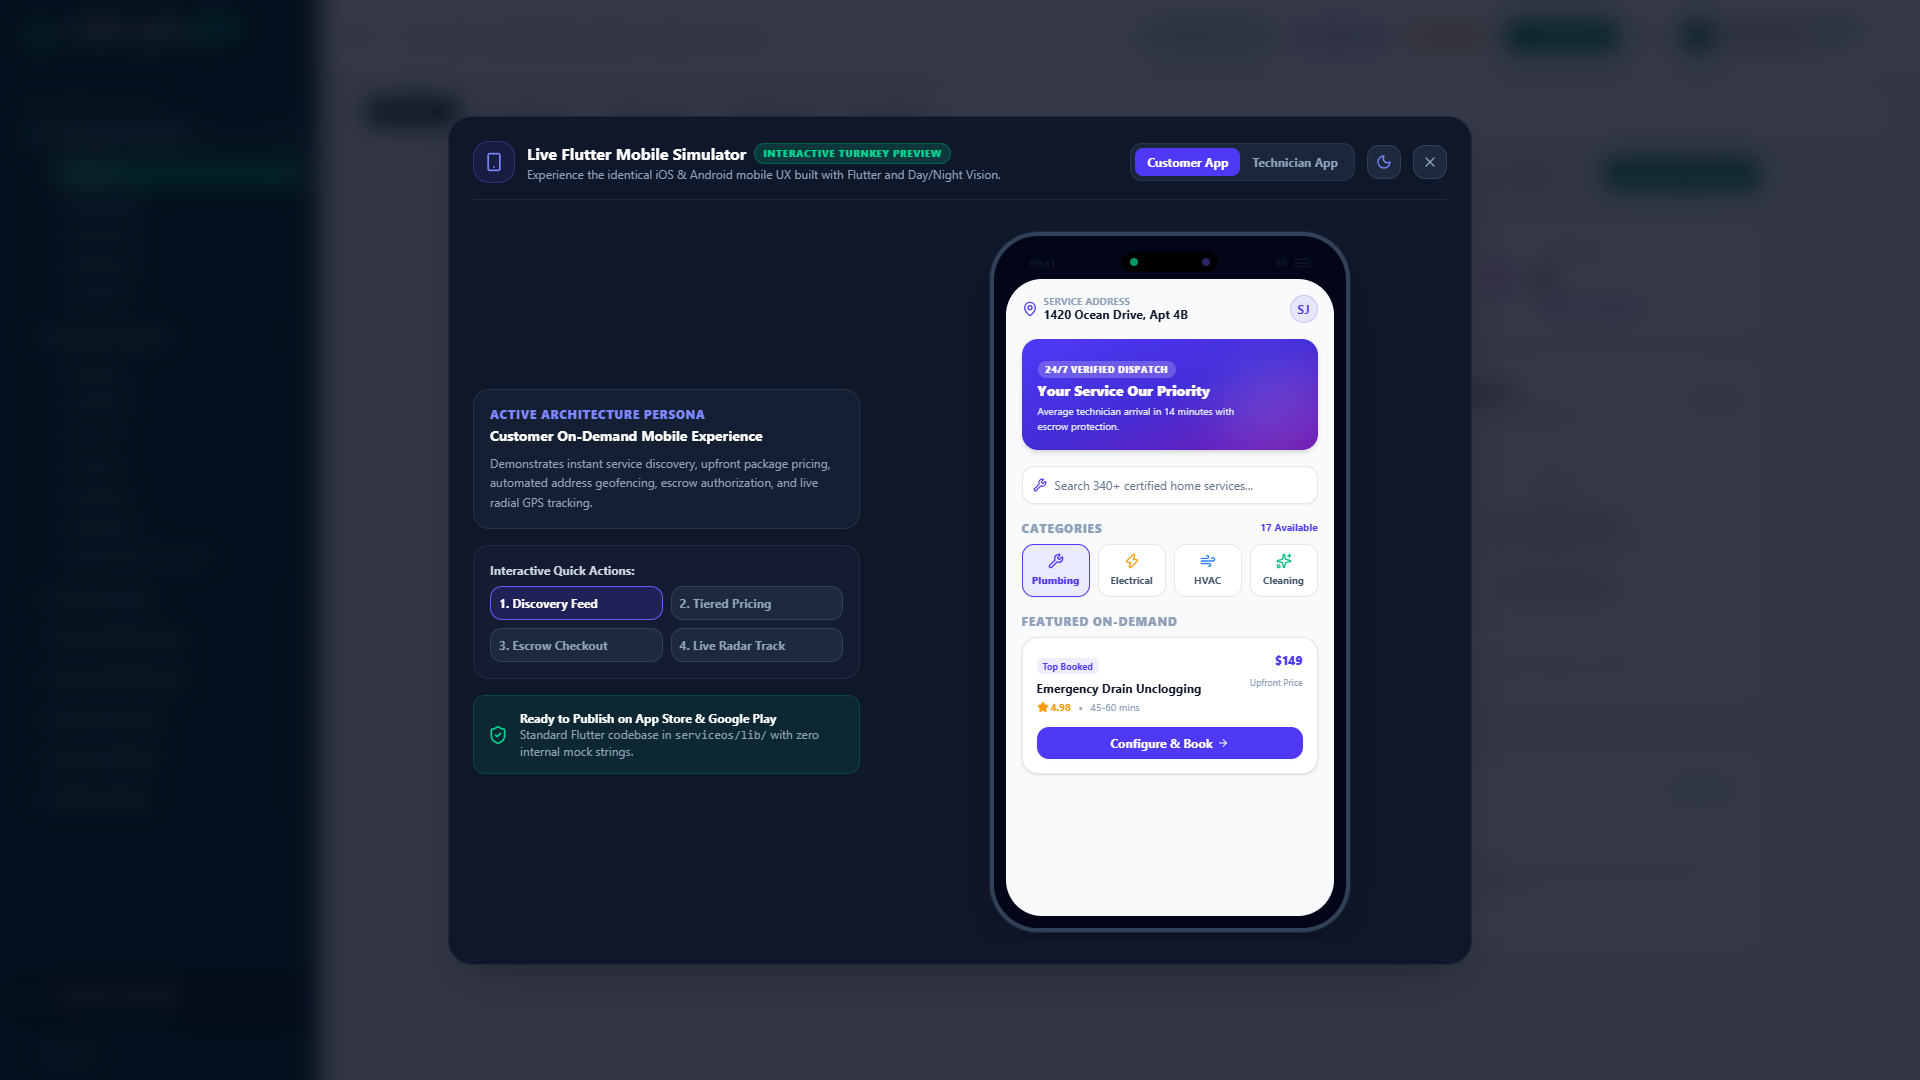 Live Flutter Mobile Simulator
INTERACTIVE TURNKEY PREVIEW
Experience the identical iOS & Android mobile UX built with Flutter and Day/Night Vision.
Customer App
Technician App
ACTIVE ARCHITECTURE PERSONA
Customer On-Demand Mobile Experience
Demonstrates instant service discovery, upfront package pricing,
automated address geofencing, escrow authorization, and live
radial GPS tracking.
Interactive Quick Actions:
1. Discovery Feed
2. Tiered Pricing
3. Escrow Checkout
4. Live Radar Track
Ready to Publish on App Store & Google Play
Standard Flutter codebase in serviceos/lib/ with zero
internal mock strings.
09:41
5G
SERVICE ADDRESS
1420 Ocean Drive, Apt 4B
SJ
24/7 VERIFIED DISPATCH
Your Service Our Priority
Average technician arrival in 14 minutes with
escrow protection.
Search 340+ certified home services...
CATEGORIES
17 Available
Plumbing
Electrical
HVAC
Cleaning
FEATURED ON-DEMAND
Top Booked
$149
Emergency Drain Unclogging
Upfront Price
4.98 • 45-60 mins
Configure & Book →